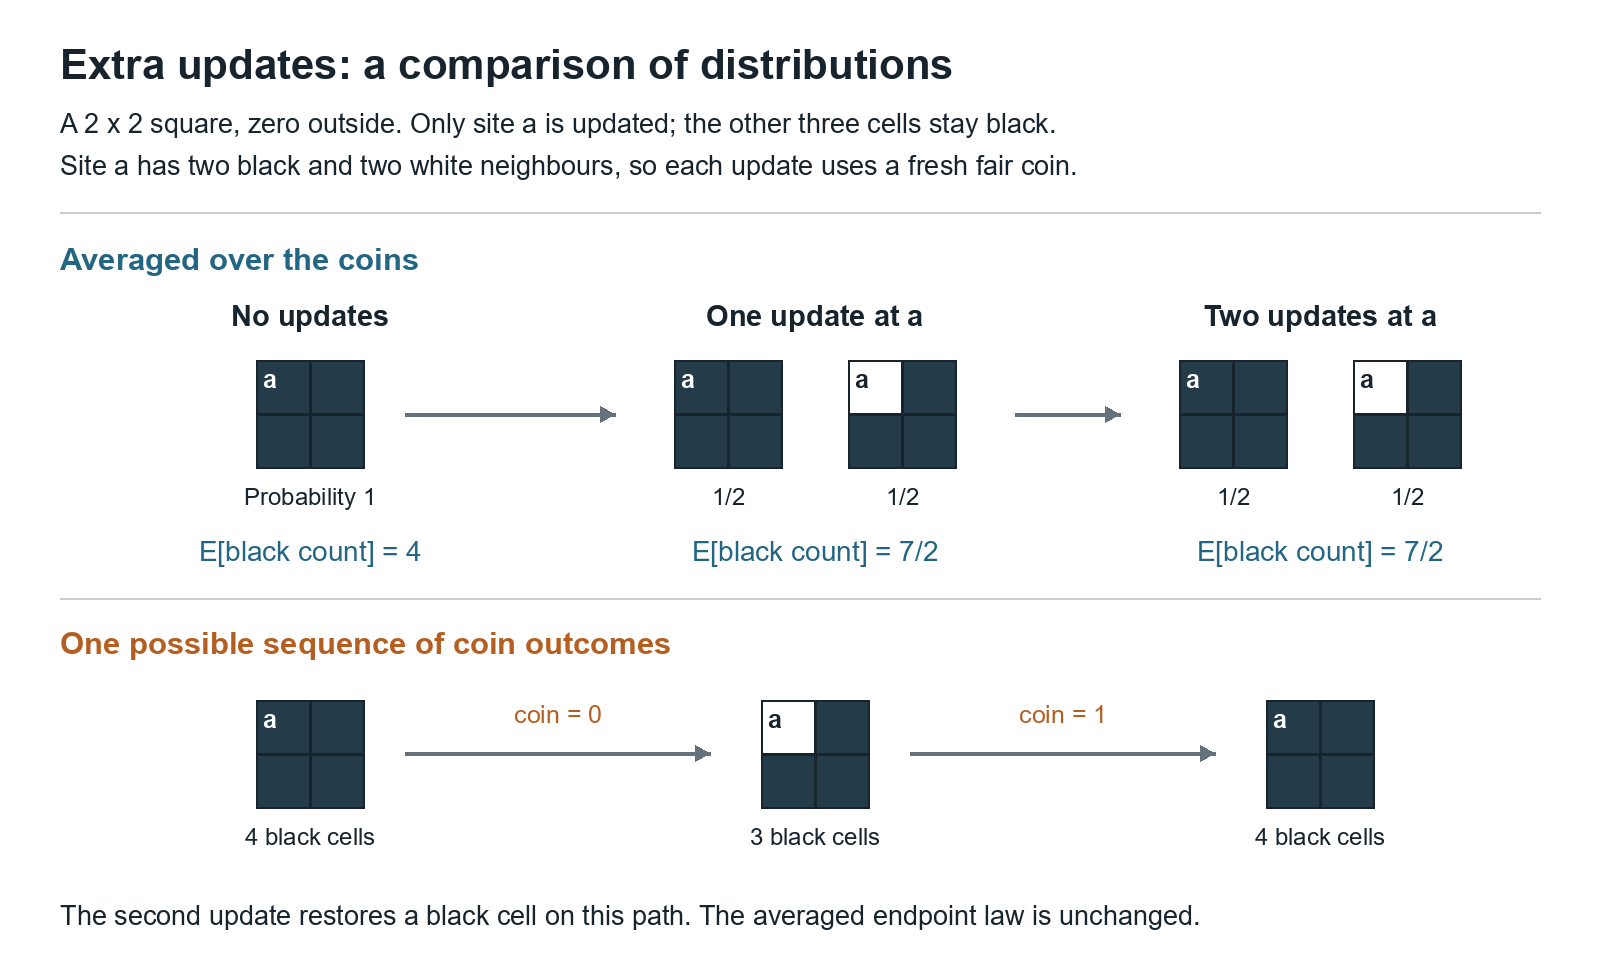 Extra updates: a comparison of distributions
A 2 x 2 square, zero outside. Only site a is updated; the other three cells stay black.
Site a has two black and two white neighbours, so each update uses a fresh fair coin.
Averaged over the coins
No updates
One update at a
Two updates at a
a
a
a
a
a
Probability 1
1/2
1/2
1/2
1/2
E[black count] = 4
E[black count] = 7/2
E[black count] = 7/2
One possible sequence of coin outcomes
a
coin = 0
a
coin = 1
a
4 black cells
3 black cells
4 black cells
The second update restores a black cell on this path. The averaged endpoint law is unchanged.